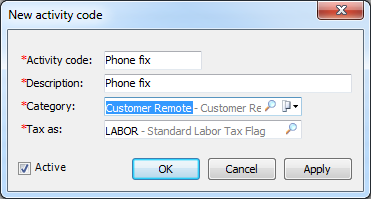 New activity code
*Activity code: Phone fix
*Description: Phone fix
*Category: Customer Remote - Customer Re
*Tax as: LABOR - Standard Labor Tax Flag
Active OK Cancel Apply